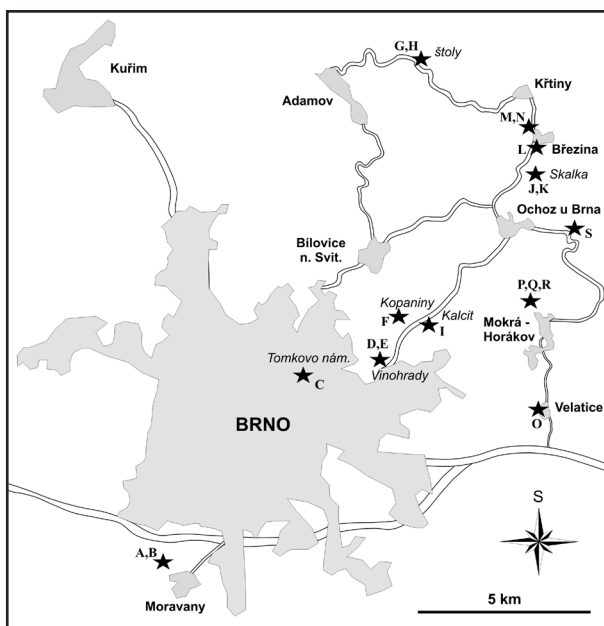 G,H
štoly
Kuřim
Křtiny
Adamov
M,N
L
Březina
J,K
Skalka
Ochoz u Brna
S
Bílovice
n. Svit.
P,Q,R
Kopaniny
F
Kalcit
I
Mokrá -
Horákov
D,E
Tomkovo nám.
Vinohrady
C
Velatice
O
BRNO
S
A,B
Moravany
5 km